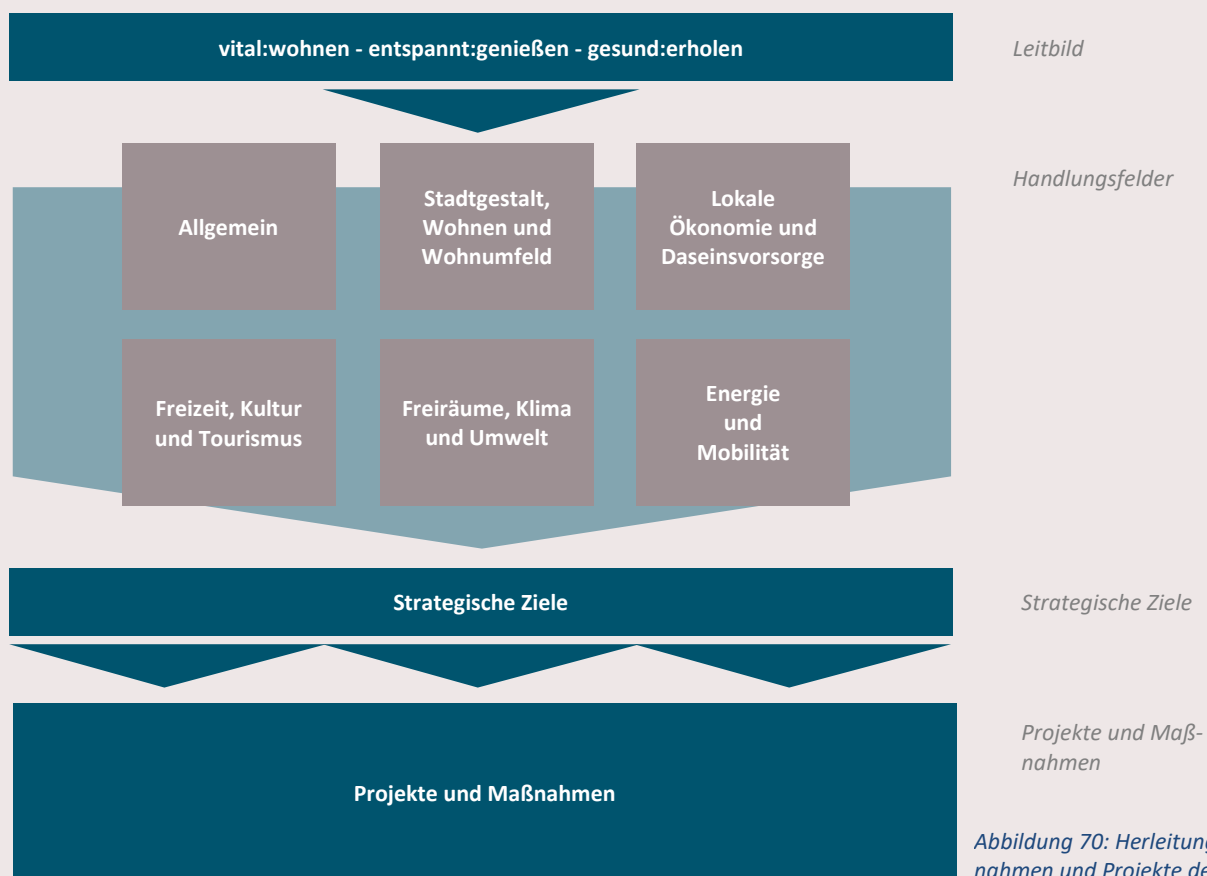 vital:wohnen - entspannt:genießen - gesund:erholen
Leitbild
Handlungsfelder
Allgemein
Stadtgestalt,
Wohnen und
Wohnumfeld
Lokale
Ökonomie und
Daseinsvorsorge
Freizeit, Kultur
und Tourismus
Freiräume, Klima
und Umwelt
Energie
und
Mobilität
Strategische Ziele
Strategische Ziele
Projekte und Maß-
nahmen
Projekte und Maßnahmen
Abbildung 70: Herleitung
nahmen und Projekte